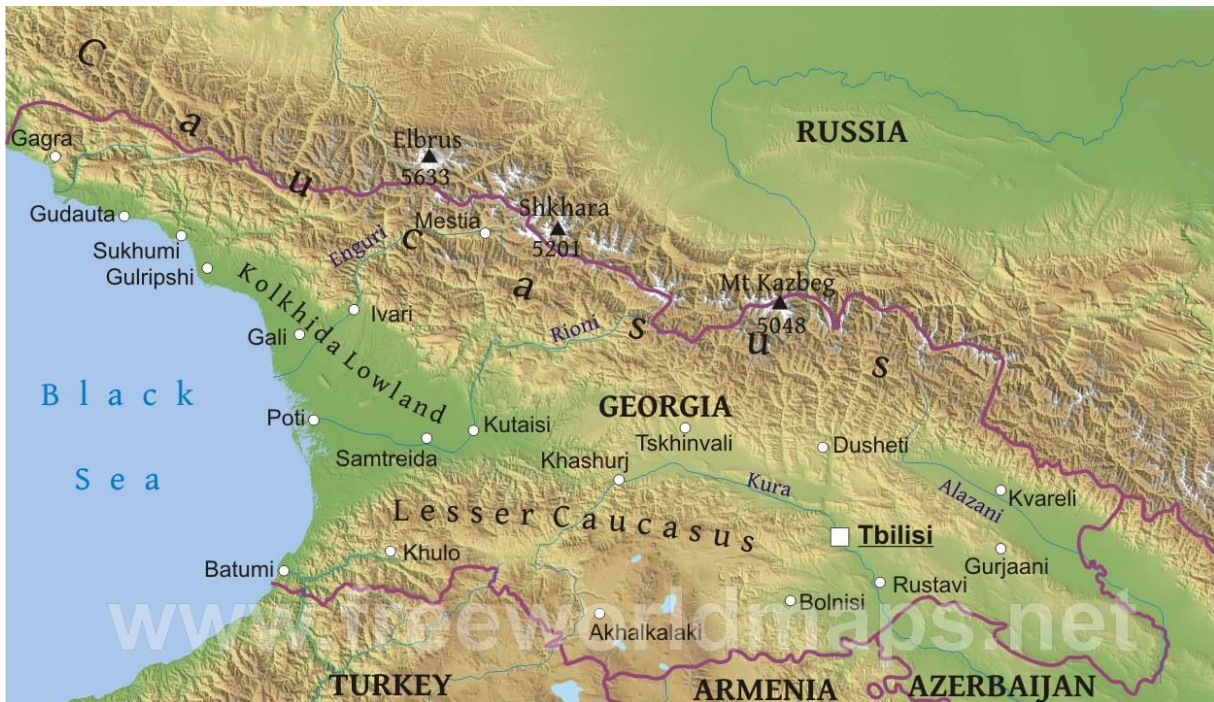 Caucasus
RUSSIA
Elbrus
5633
Gagra
Shkhara
5201
Mestia
Gudauta
Enguri
Sukhumi
Gulripshi
Mt Kazbeg
5048
Kolkhida Lowland
Ivari
Rioni
Gali
Black
Sea
Poti
Kutaisi
GEORGIA
Tskhinvali
Samtreida
Dusheti
Khashurj
Kura
Alazani
Kvareli
Lesser Caucasus
Tbilisi
Khulo
Gurjaani
Batumi
Rustavi
Bolnisi
Akhalkalaki
www.freeworldmaps.net
TURKEY
ARMENIA
AZERBAIJAN